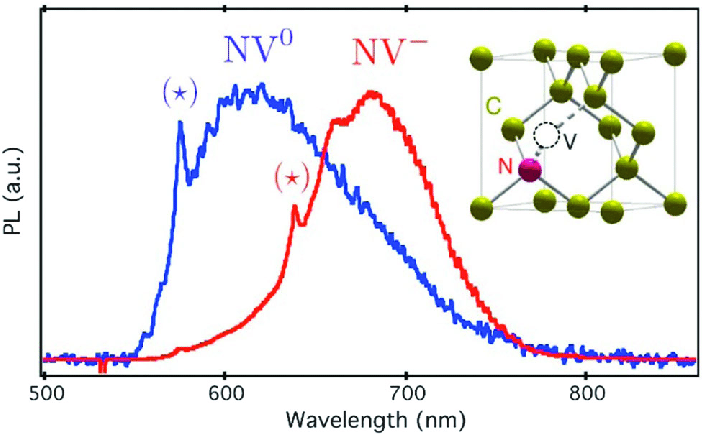 NV⁰ NV⁻
(⋆)
(⋆)
C
V
N
PL (a.u.)
500 600 700 800
Wavelength (nm)